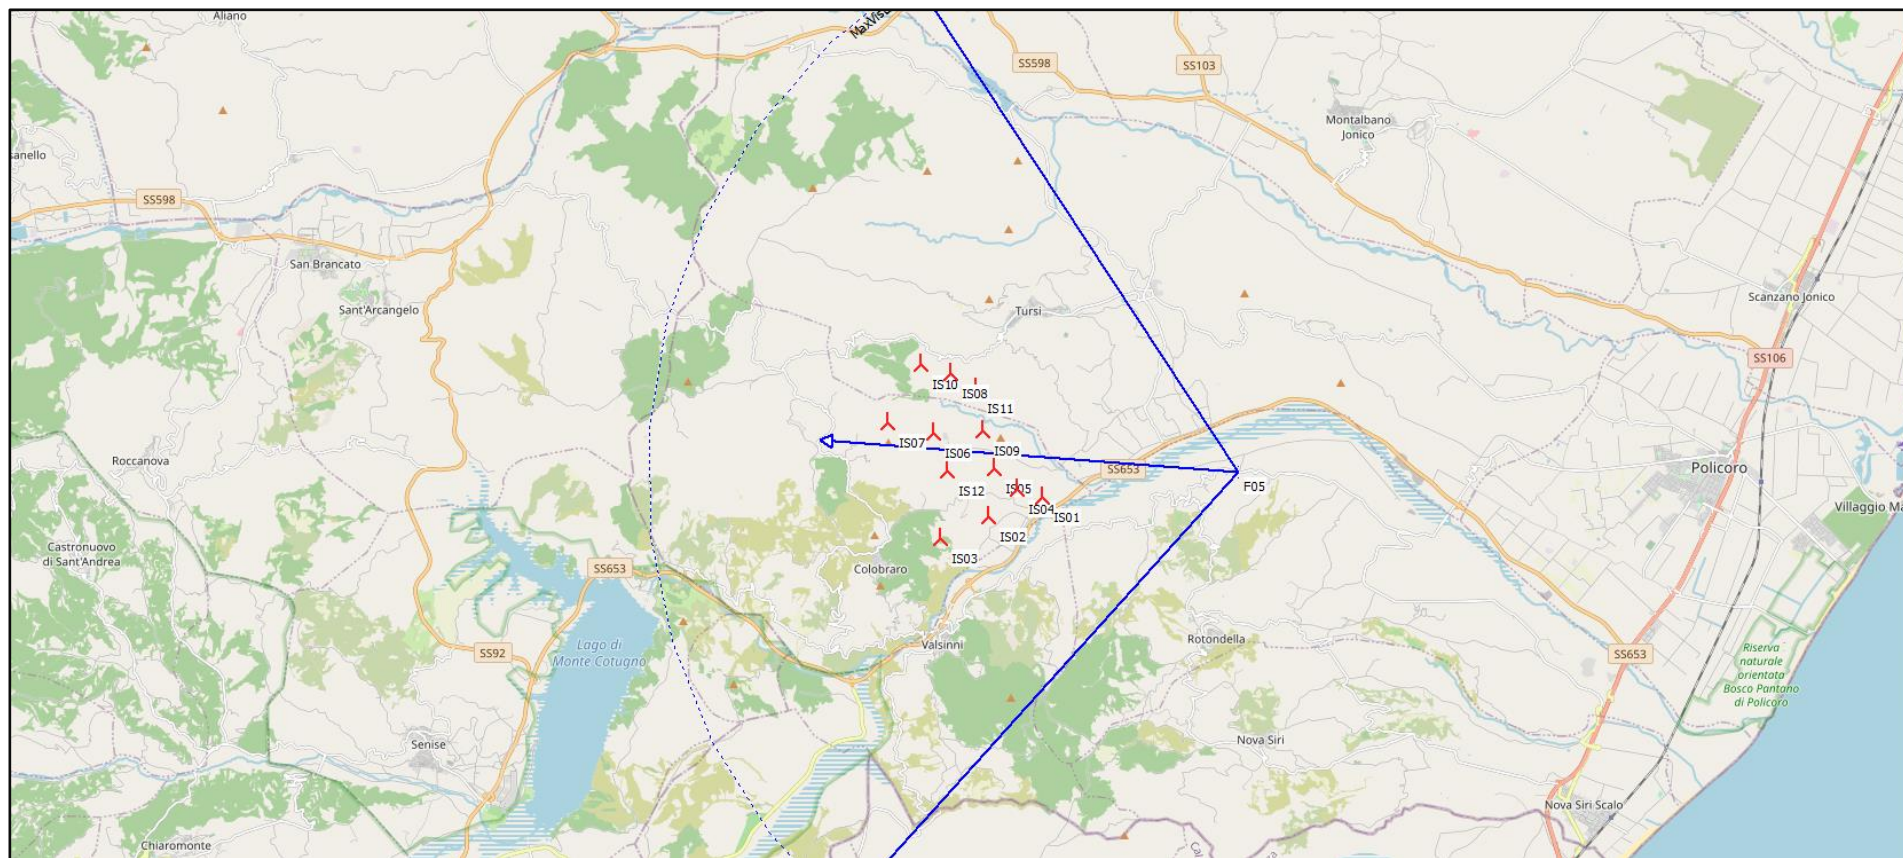 Aliano
MaxVisu
SS598
SS103
Montalbano
Jonico
sanello
SS598
San Brancato
Sant'Arcangelo
Tursi
Scanzano Jonico
SS106
IS10
IS08
IS11
IS07
IS06
IS09
Roccanova
SS653
F05
Policoro
IS12
IS05
IS04
IS01
Villaggio Ma
IS02
IS03
Castronuovo
di Sant'Andrea
SS653
Colobraro
Lago di
Monte Cotugno
SS92
Valsinni
Rotondella
SS653
Riserva
naturale
orientata
Bosco Pantano
di Policoro
Senise
Nova Siri
Nova Siri Scalo
Chiaromonte